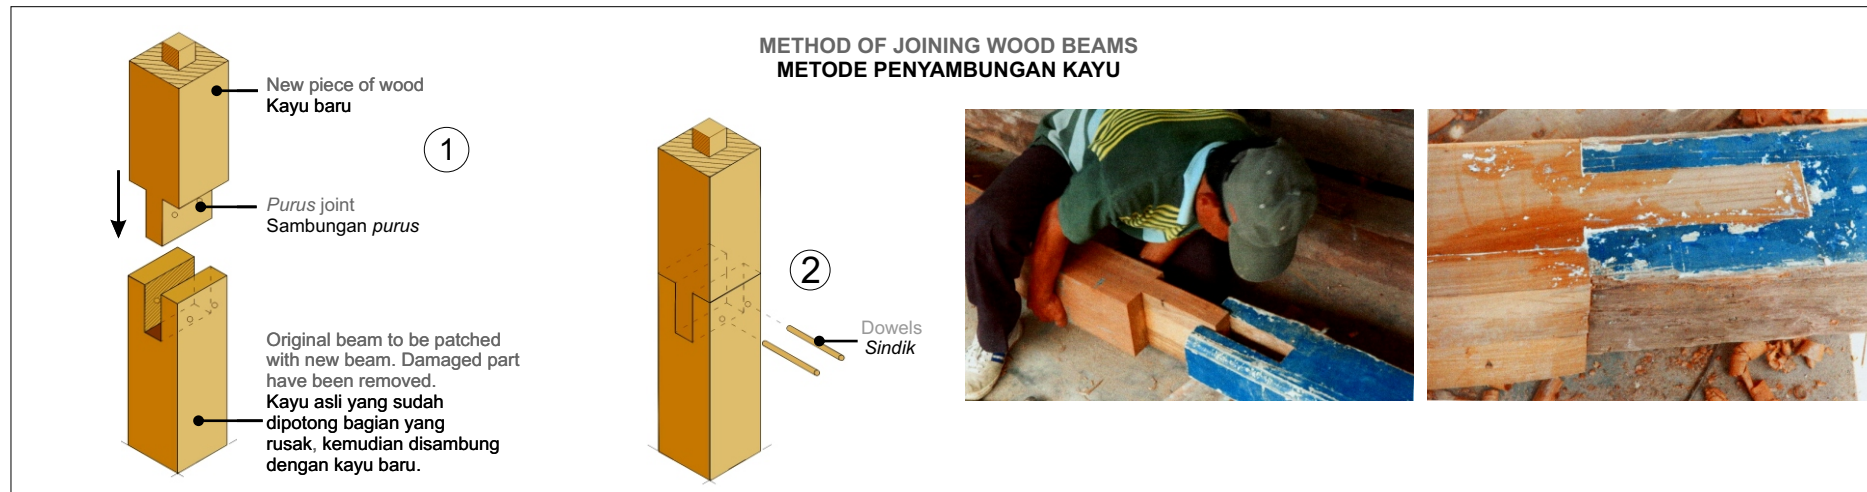 METHOD OF JOINING WOOD BEAMS
METODE PENYAMBUNGAN KAYU
New piece of wood
Kayu baru
1
Purus joint
Sambungan purus
Original beam to be patched
with new beam. Damaged part
have been removed.
Kayu asli yang sudah
dipotong bagian yang
rusak, kemudian disambung
dengan kayu baru.
2
Dowels
Sindik